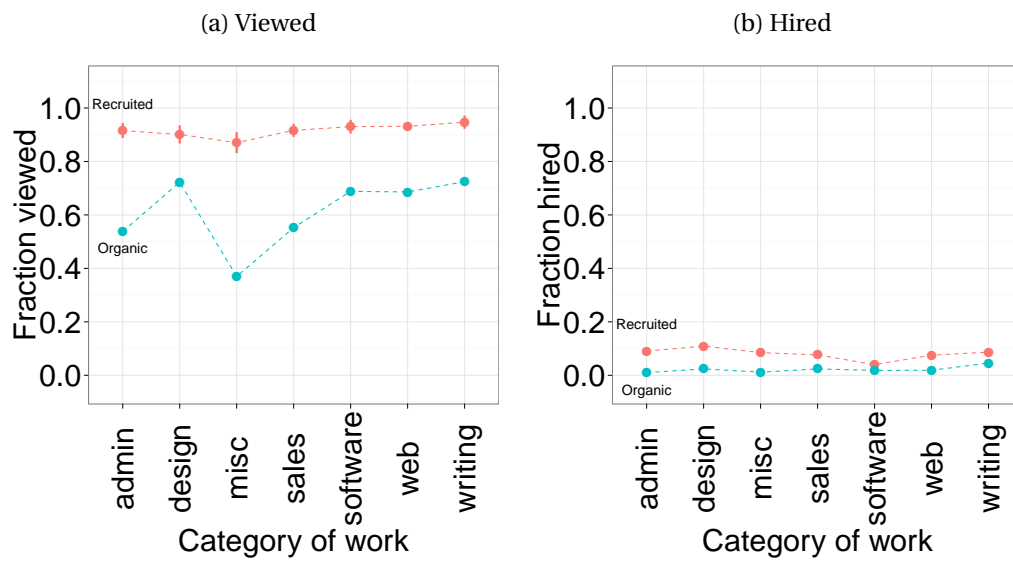 (a) Viewed
Fraction viewed
1.0
0.8
0.6
0.4
0.2
0.0
Recruited
Organic
admin
design
misc
sales
software
web
writing
Category of work
(b) Hired
Fraction hired
1.0
0.8
0.6
0.4
0.2
0.0
Recruited
Organic
admin
design
misc
sales
software
web
writing
Category of work